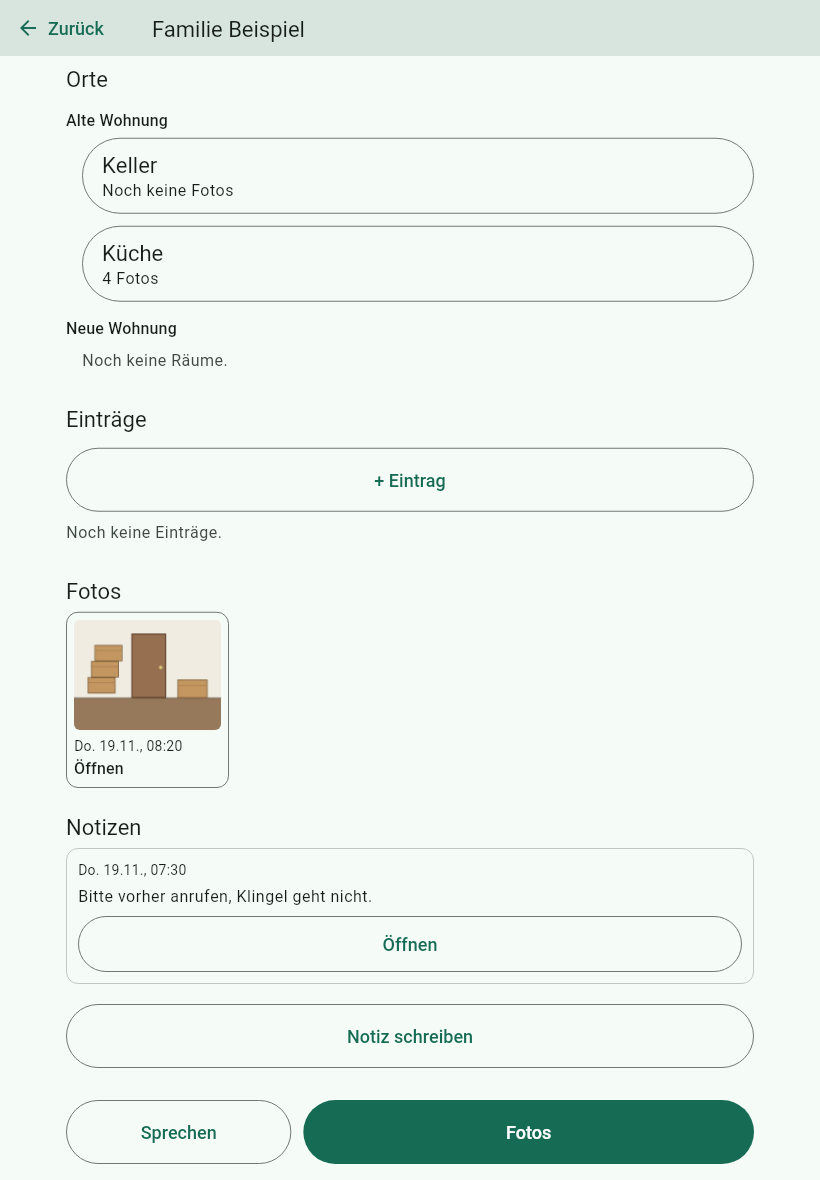 Zurück
Familie Beispiel
Orte
Alte Wohnung
Keller
Noch keine Fotos
Küche
4 Fotos
Neue Wohnung
Noch keine Räume.
Einträge
+ Eintrag
Noch keine Einträge.
Fotos
Do. 19.11., 08:20
Öffnen
Notizen
Do. 19.11., 07:30
Bitte vorher anrufen, Klingel geht nicht.
Öffnen
Notiz schreiben
Sprechen
Fotos